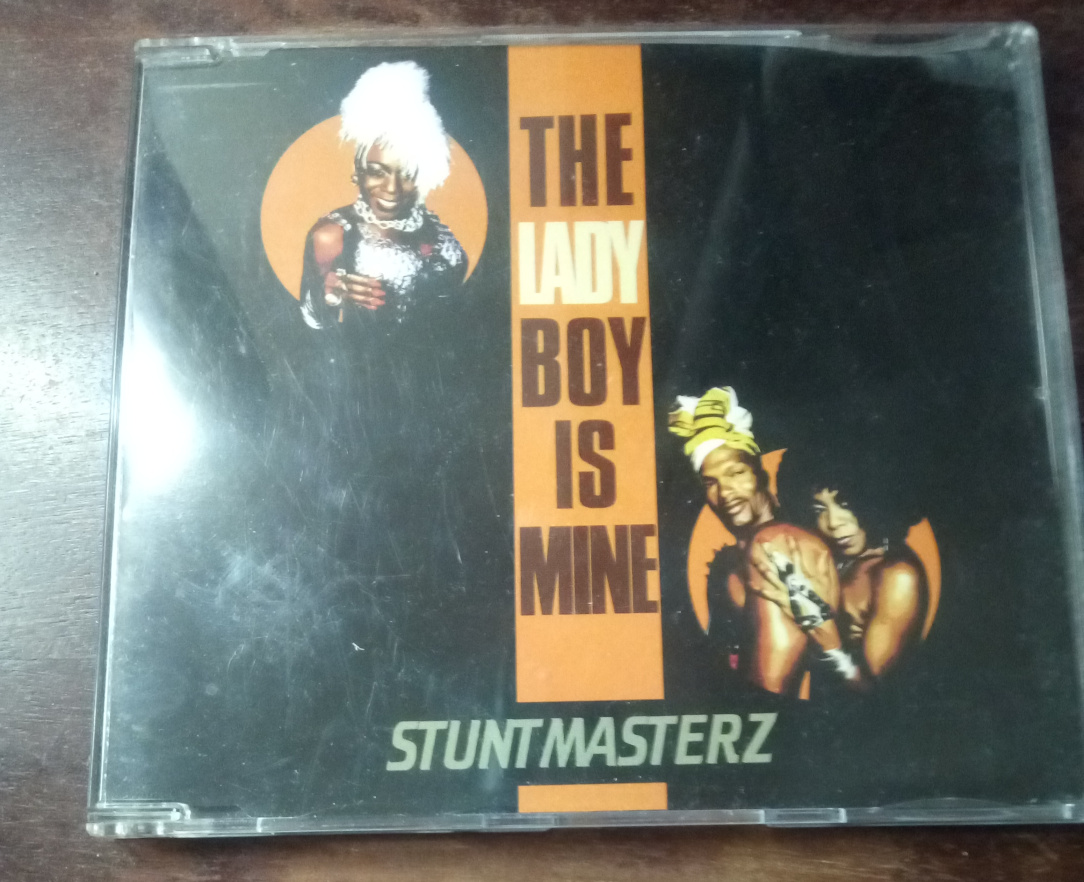 THE
LADY
BOY
IS
MINE
STUNTMASTERZ